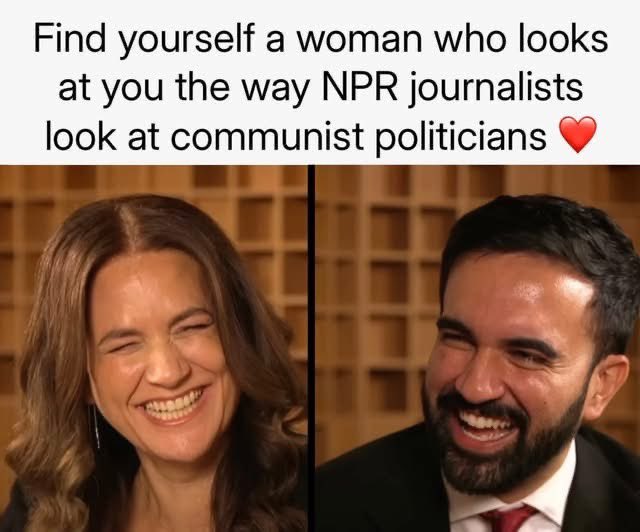 Find yourself a woman who looks
at you the way NPR journalists
look at communist politicians ❤️